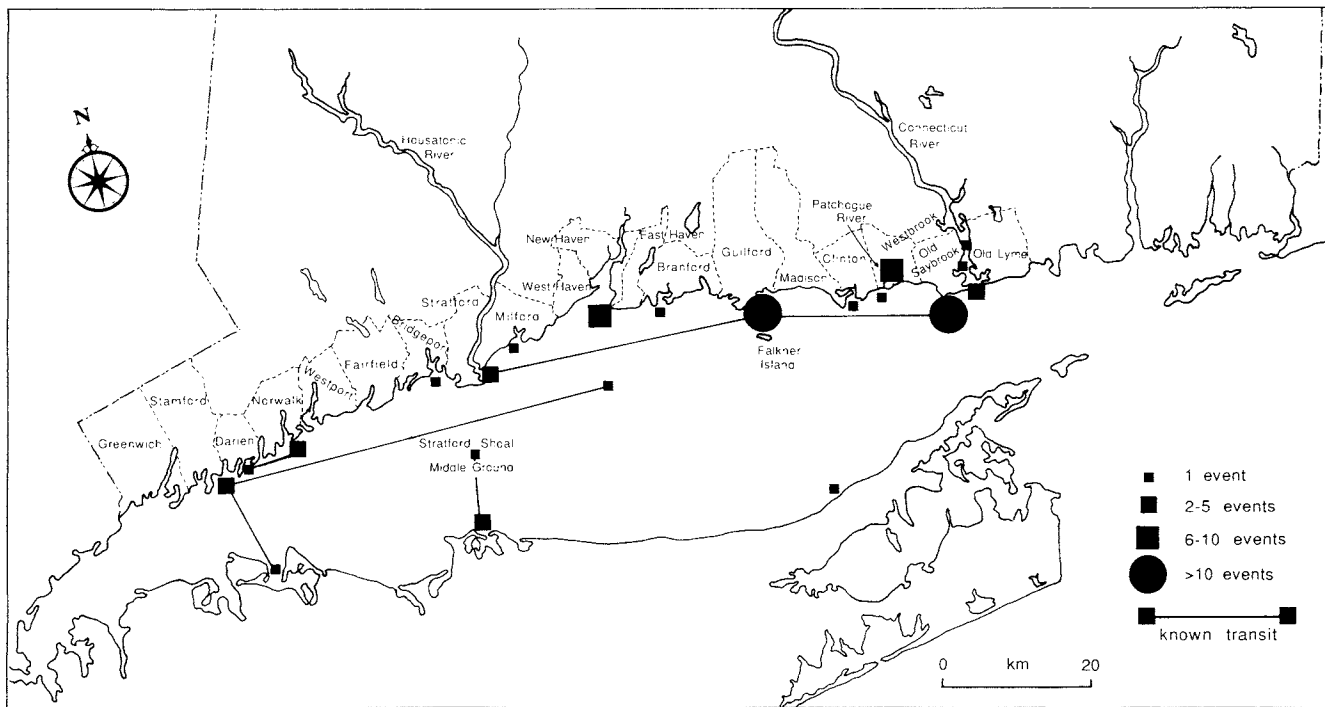 N
Housatonic
River
Connecticut
River
Patchogue
River
Westbrook
Old
Saybrook
Old Lyme
New Haven
East Haven
Guilford
Clinton
Branford
Madison
West Haven
Stratford
Milford
Bridgeport
Fairfield
Falkner
Island
Westport
Norwalk
Stamford
Darien
Greenwich
Stratford Shoal
Middle Ground
1 event
2-5 events
6-10 events
>10 events
known transit
0 km 20